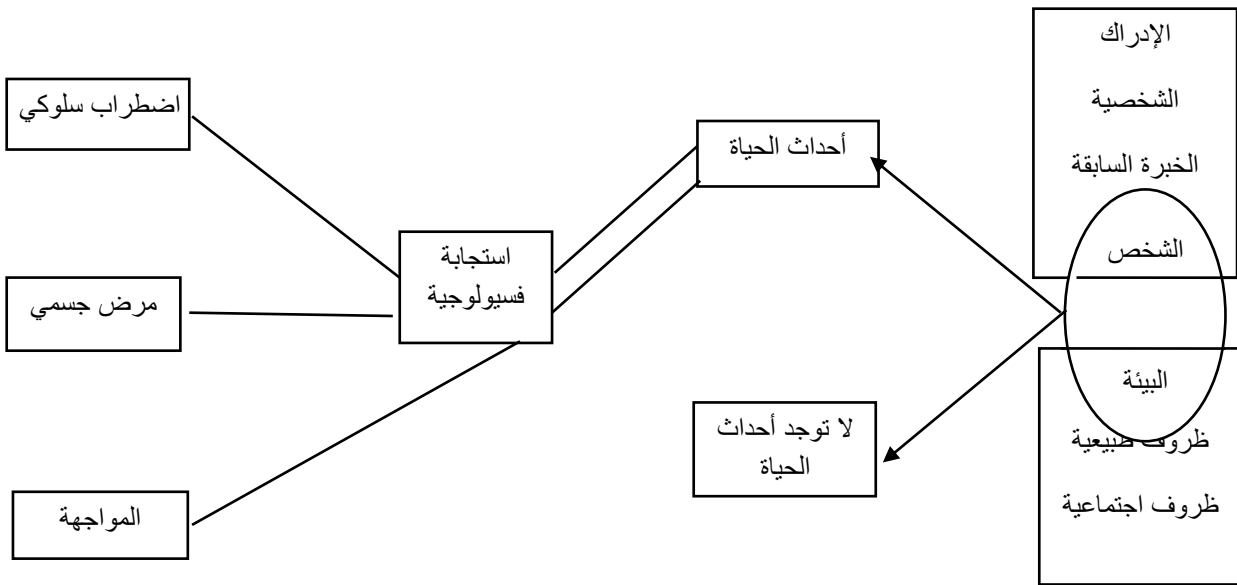 الإدراك
الشخصية
الخبرة السابقة
الشخص
البيئة
ظروف طبيعية
ظروف اجتماعية
أحداث الحياة
لا توجد أحداث
الحياة
استجابة
فسيولوجية
اضطراب سلوكي
مرض جسمي
المواجهة